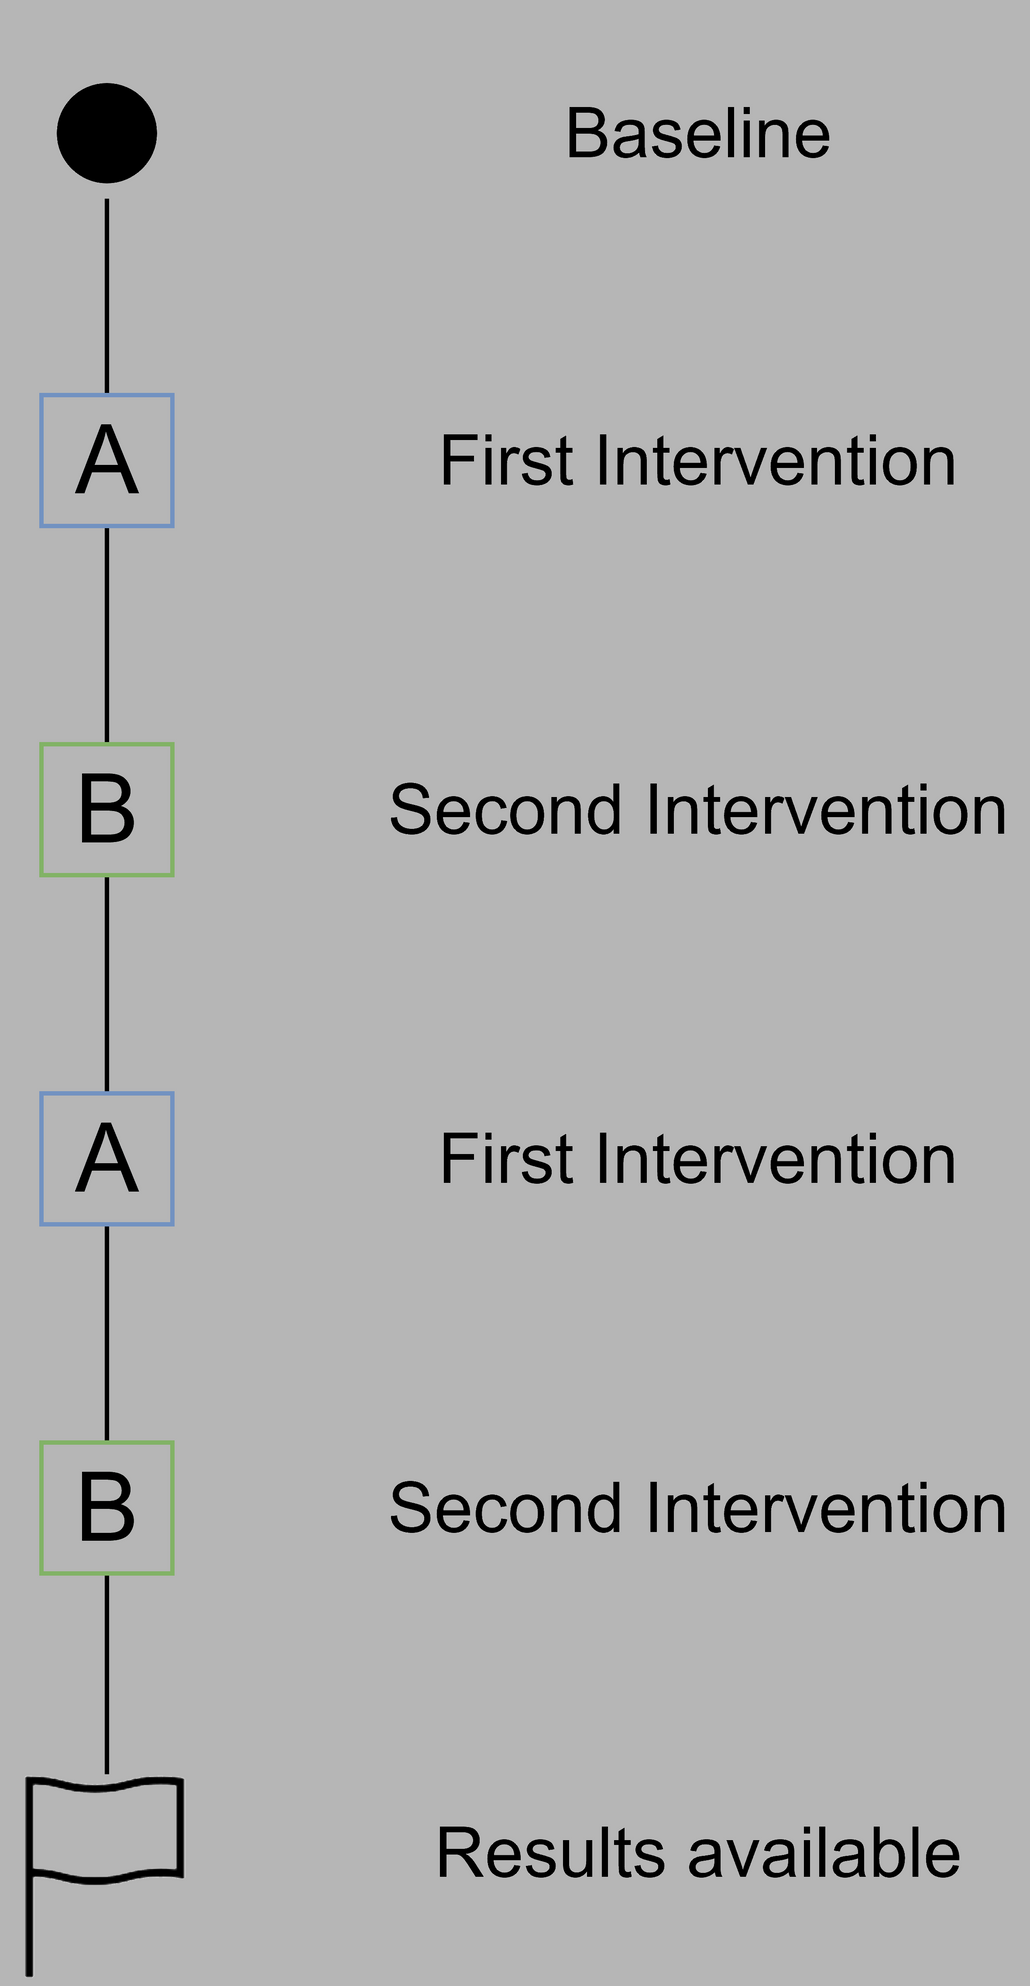 Baseline
A First Intervention
B Second Intervention
A First Intervention
B Second Intervention
Results available